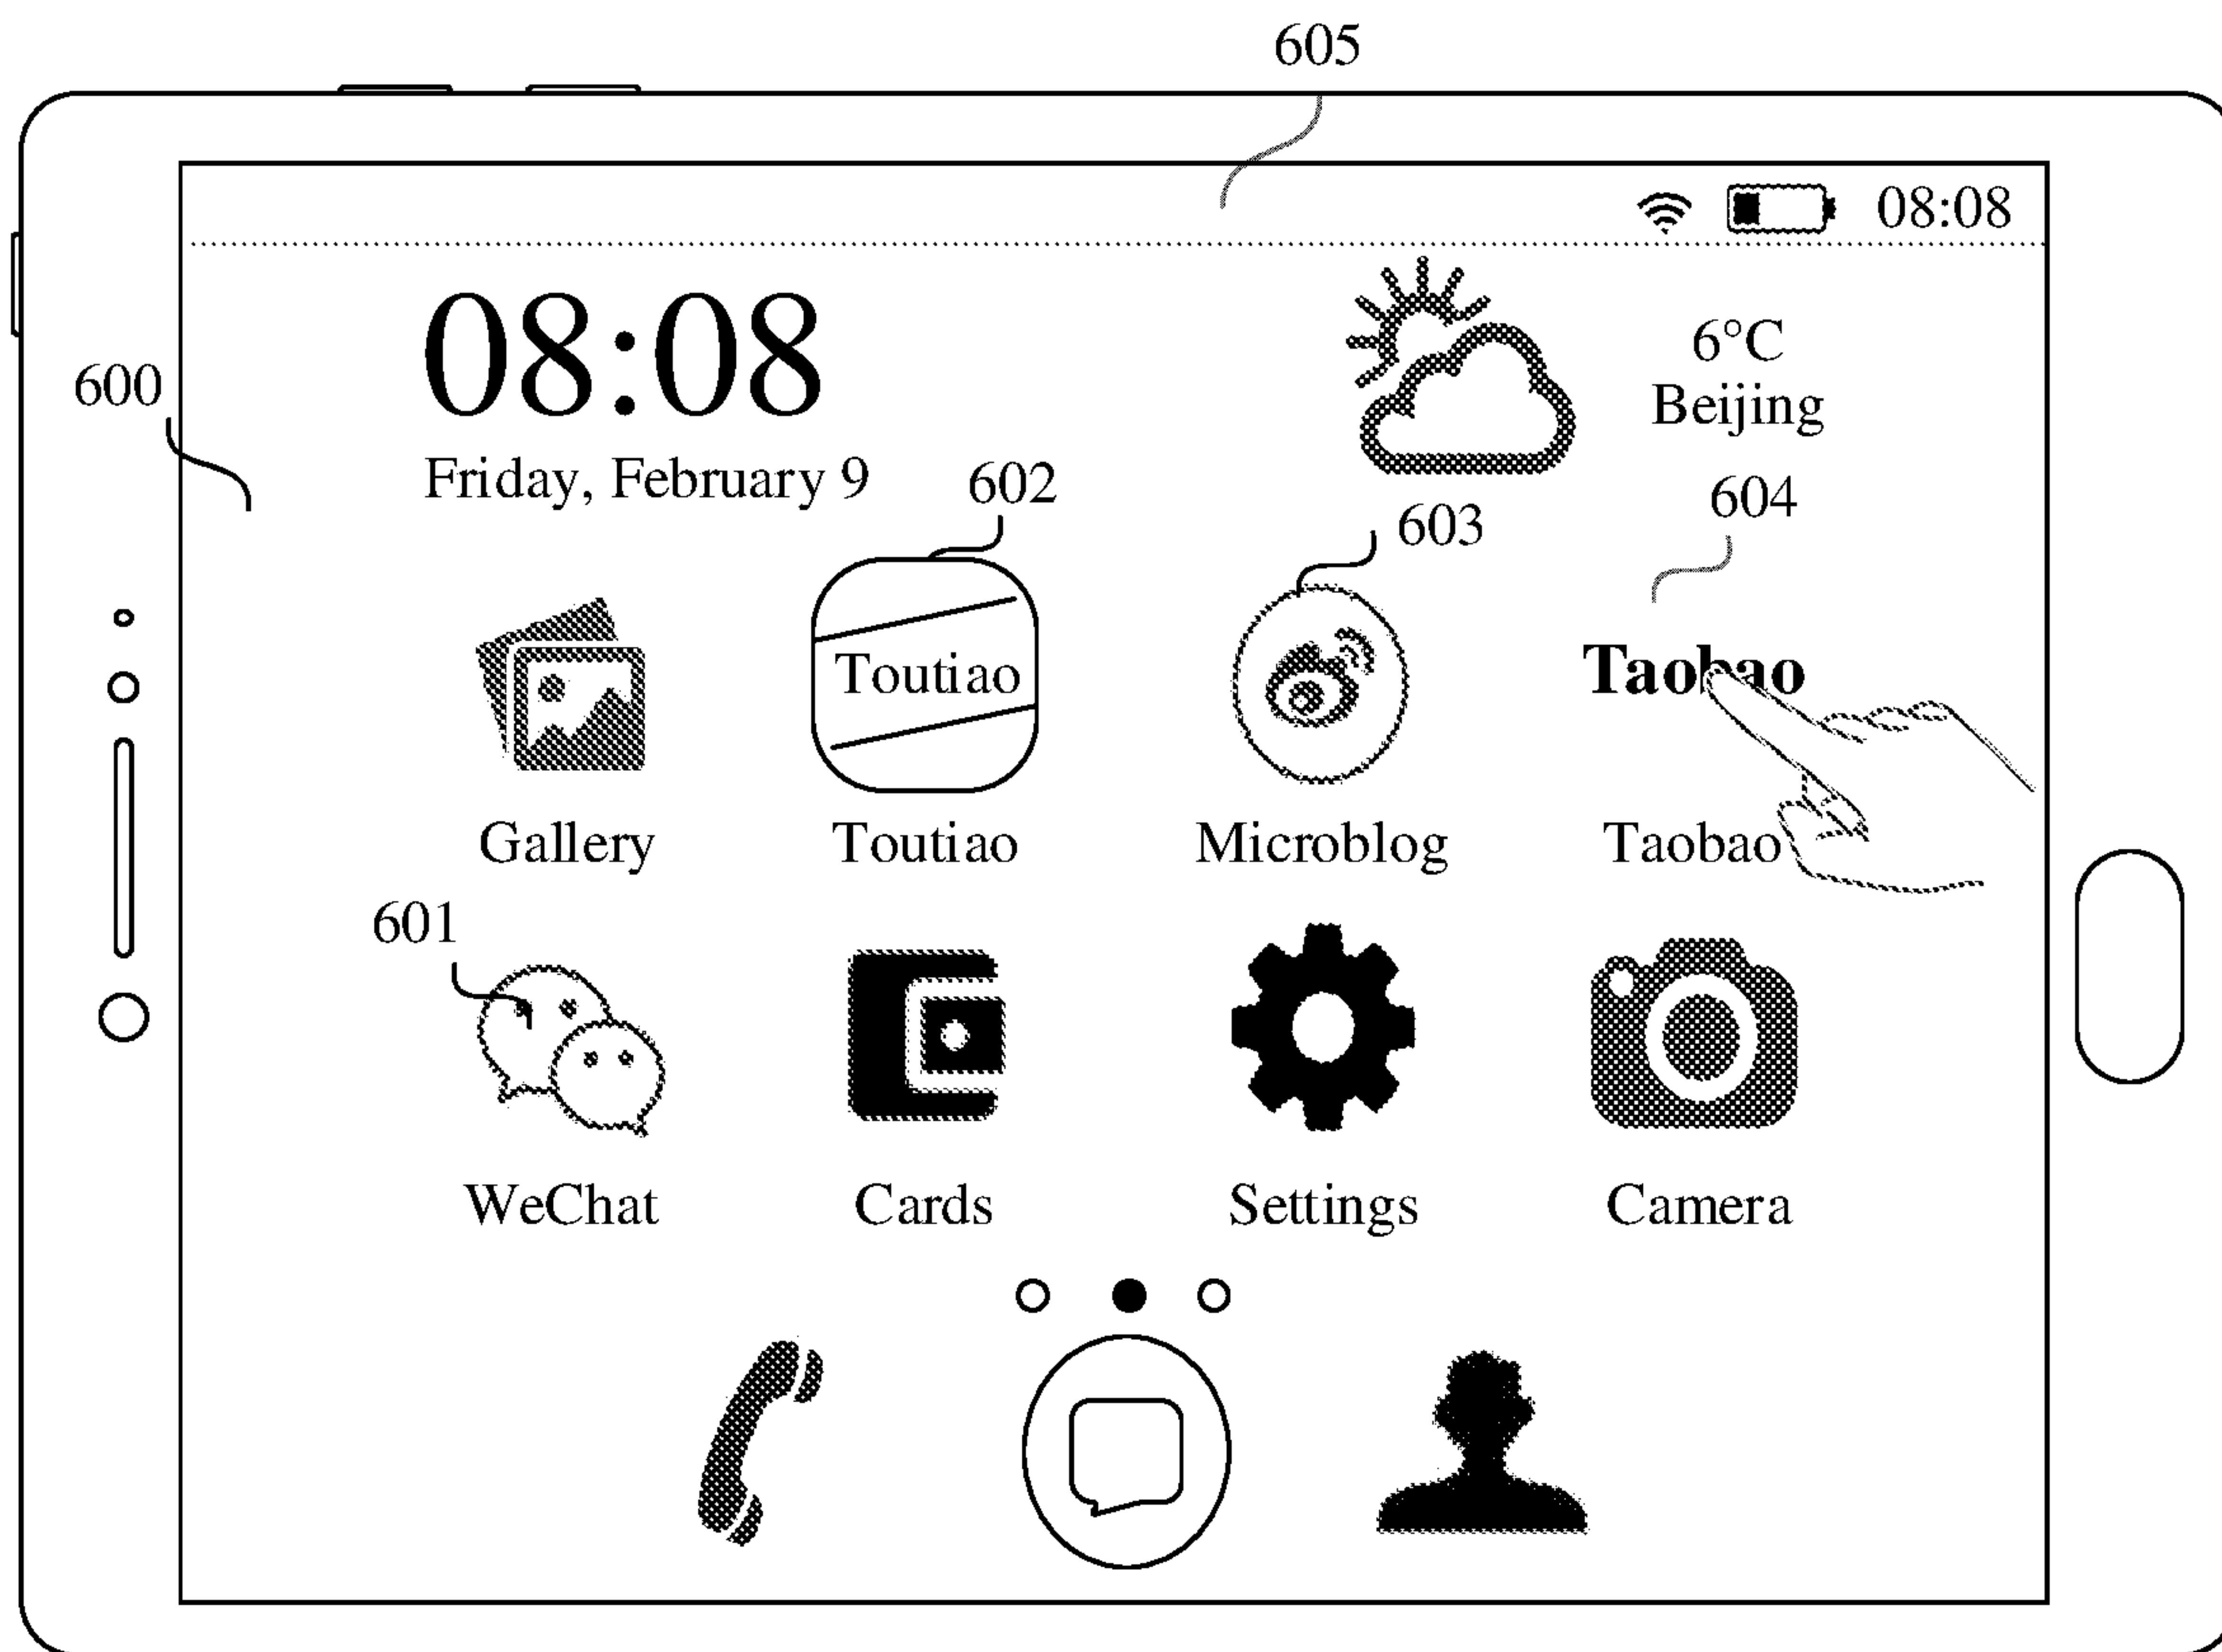 605
08:08
08:08
6°C
Beijing
600
Friday, February 9
602
603
604
Toutiao
Taobao
Gallery
Toutiao
Microblog
Taobao
601
WeChat
Cards
Settings
Camera